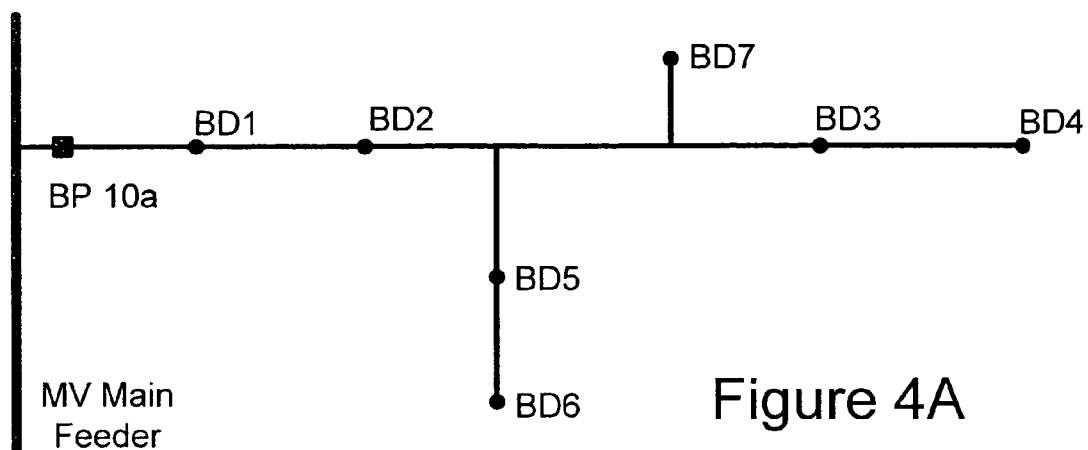 BD7
BD1
BD2
BD3
BD4
BP 10a
BD5
MV Main
Feeder
BD6
Figure 4A